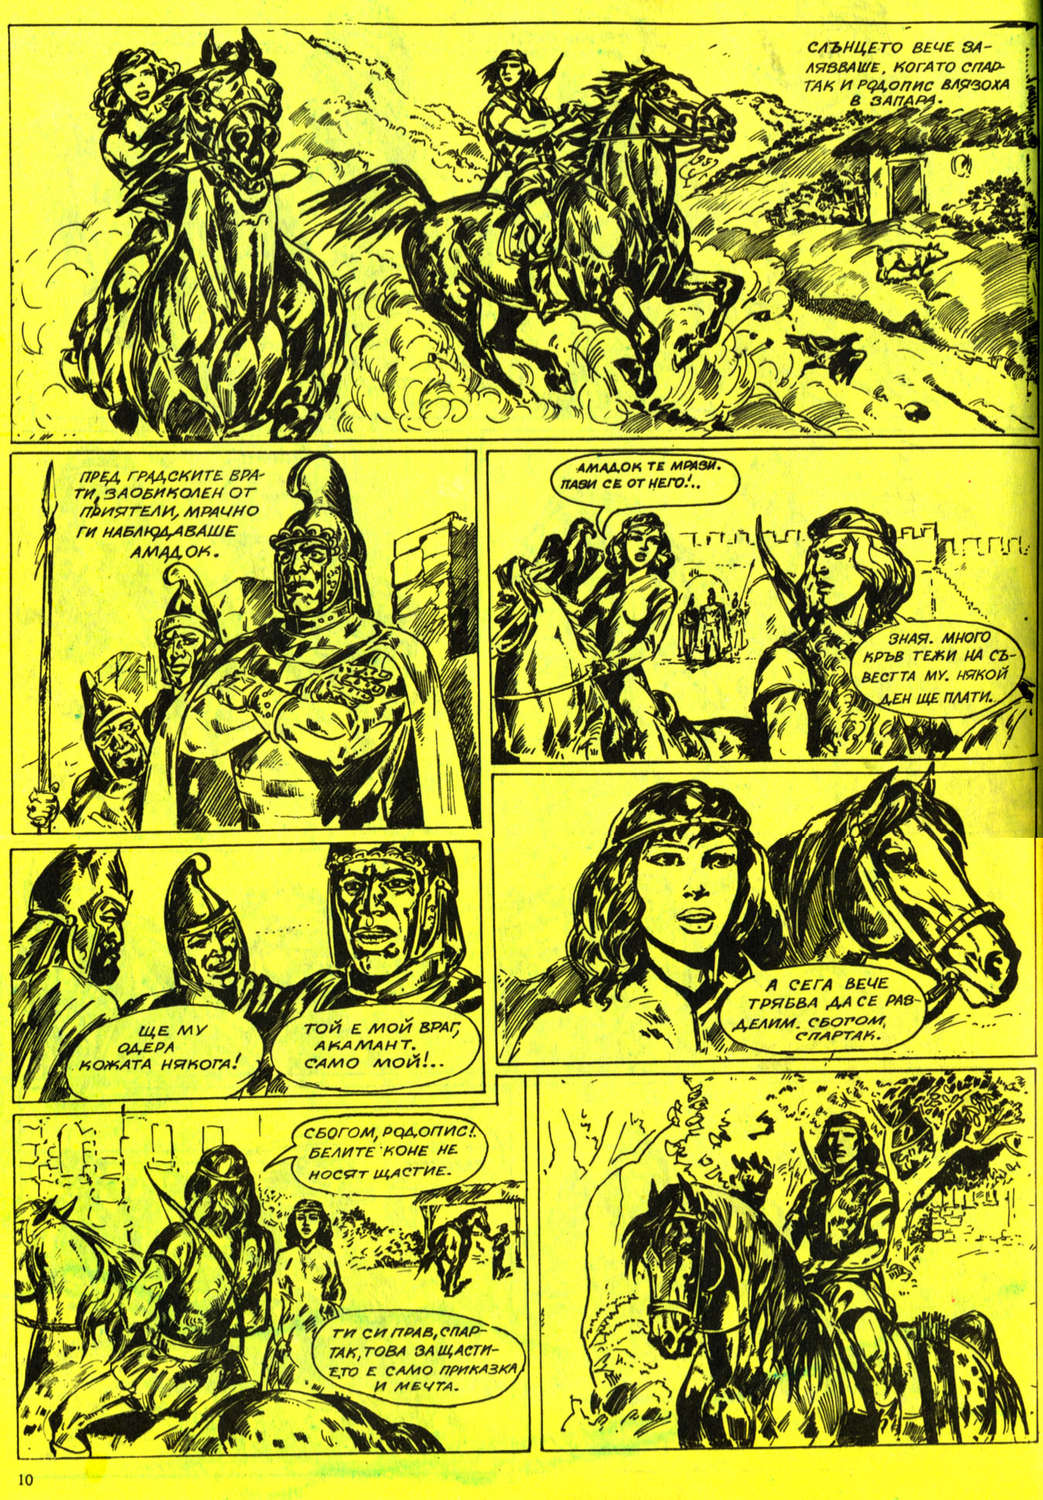 СЛЪНЦЕТО ВЕЧЕ ЗА-
ЛЯЗВАШЕ, КОГАТО СПАР-
ТАК И РОДОПИС ВЛЯЗОХА
В ЗАПАРА.
ПРЕД ГРАДСКИТЕ ВРА-
ТИ, ЗАОБИКОЛЕН ОТ
ПРИЯТЕЛИ, МРАЧНО
ГИ НАБЛЮДАВАШЕ
АМАДОК.
АМАДОК ТЕ МРАЗИ.
ПАЗИ СЕ ОТ НЕГО!..
ЗНАЯ. МНОГО
КРЪВ ТЕЖИ НА СЪ-
ВЕСТТА МУ. НЯКОЙ
ДЕН ЩЕ ПЛАТИ..
ЩЕ МУ
ОДЕРА
КОЖАТА НЯКОГА!
ТОЙ Е МОЙ ВРАГ,
АКАМАНТ.
САМО МОЙ!..
А СЕГА ВЕЧЕ
ТРЯБВА ДА СЕ РАЗ-
ДЕЛИМ. СБОГОМ,
СПАРТАК.
СБОГОМ, РОДОПИС!
БЕЛИТЕ КОНЕ НЕ
НОСЯТ ЩАСТИЕ.
ТИ СИ ПРАВ, СПАР-
ТАК, ТОВА ЗА ЩАСТИ-
ЕТО Е САМО ПРИКАЗКА
И МЕЧТА.
10